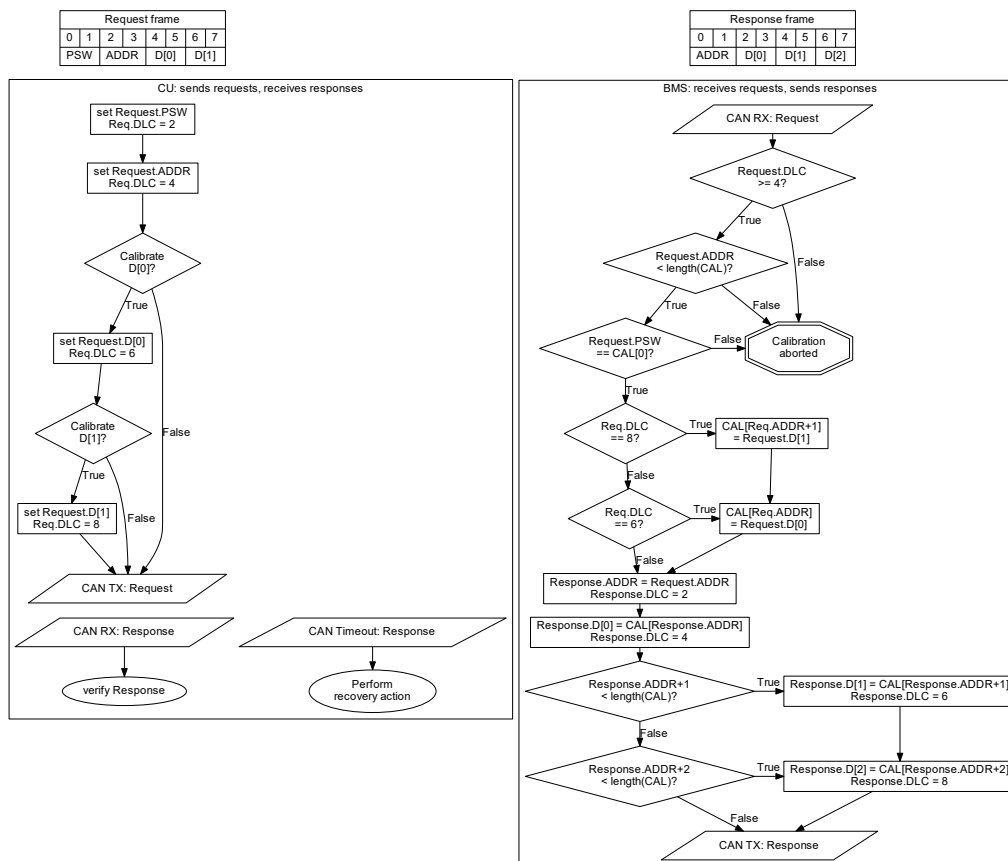 Request frame
0 1 2 3 4 5 6 7
PSW ADDR D[0] D[1]
Response frame
0 1 2 3 4 5 6 7
ADDR D[0] D[1] D[2]
CU: sends requests, receives responses
set Request.PSW
Req.DLC = 2
set Request.ADDR
Req.DLC = 4
Calibrate
D[0]?
True
False
set Request.D[0]
Req.DLC = 6
Calibrate
D[1]?
True
False
set Request.D[1]
Req.DLC = 8
CAN TX: Request
CAN RX: Response
verify Response
CAN Timeout: Response
Perform
recovery action
BMS: receives requests, sends responses
CAN RX: Request
Request.DLC
>= 4?
True
False
Request.ADDR
< length(CAL)?
True
False
Request.PSW
== CAL[0]?
False
Calibration
aborted
True
Req.DLC
== 8?
True
CAL[Req.ADDR+1]
= Request.D[1]
False
Req.DLC
== 6?
True
CAL[Req.ADDR]
= Request.D[0]
False
Response.ADDR = Request.ADDR
Response.DLC = 2
Response.D[0] = CAL[Response.ADDR]
Response.DLC = 4
Response.ADDR+1
< length(CAL)?
True
Response.D[1] = CAL[Response.ADDR+1]
Response.DLC = 6
False
Response.ADDR+2
< length(CAL)?
True
Response.D[2] = CAL[Response.ADDR+2]
Response.DLC = 8
False
CAN TX: Response